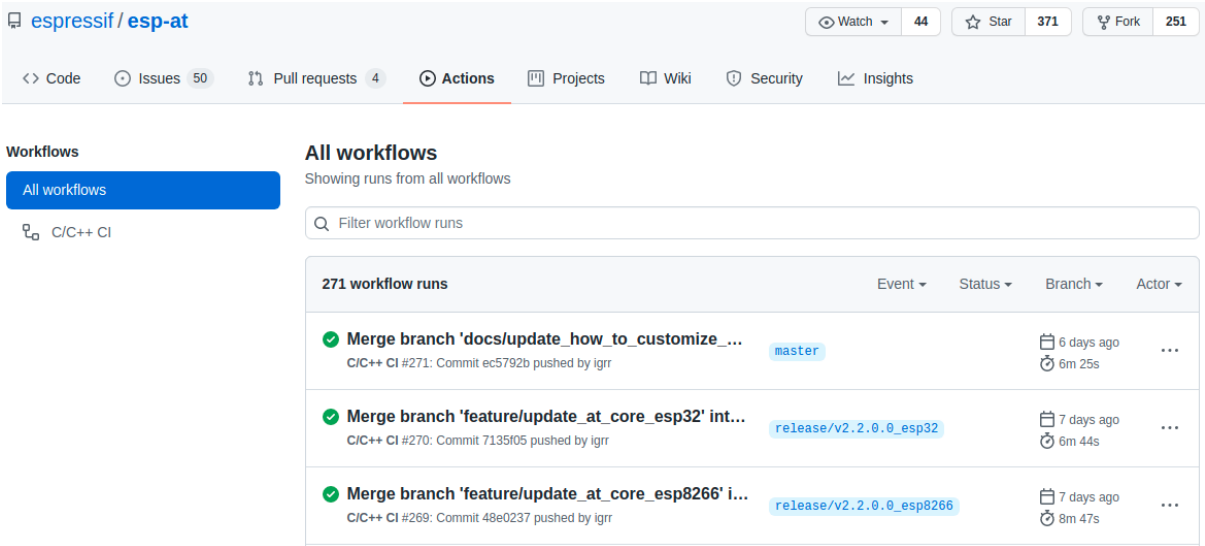 espressif / esp-at
Watch 44 Star 371 Fork 251
Code Issues 50 Pull requests 4 Actions Projects Wiki Security Insights
Workflows
All workflows
C/C++ CI
All workflows
Showing runs from all workflows
Filter workflow runs
271 workflow runs Event Status Branch Actor
Merge branch 'docs/update_how_to_customize_... master 6 days ago
C/C++ CI #271: Commit ec5792b pushed by igrr 6m 25s
Merge branch 'feature/update_at_core_esp32' int... release/v2.2.0.0_esp32 7 days ago
C/C++ CI #270: Commit 7135f05 pushed by igrr 6m 44s
Merge branch 'feature/update_at_core_esp8266' i... release/v2.2.0.0_esp8266 7 days ago
C/C++ CI #269: Commit 48e0237 pushed by igrr 8m 47s